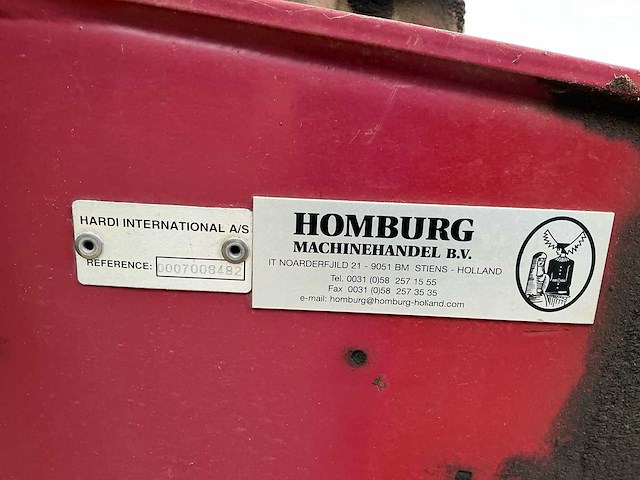 HARDI INTERNATIONAL A/S
REFERENCE: 0007008482
HOMBURG
MACHINEHANDEL B.V.
IT NOARDERFJILD 21 - 9051 BM STIENS - HOLLAND
Tel. 0031 (0)58 257 15 55
Fax 0031 (0)58 257 35 35
e-mail: homburg@homburg-holland.com